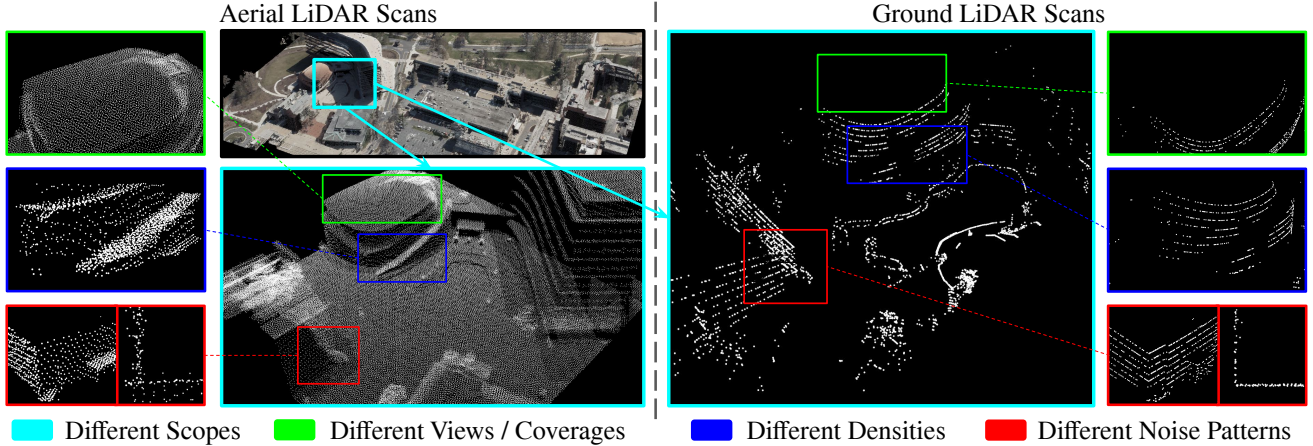 Aerial LiDAR Scans
Ground LiDAR Scans
Different Scopes
Different Views / Coverages
Different Densities
Different Noise Patterns